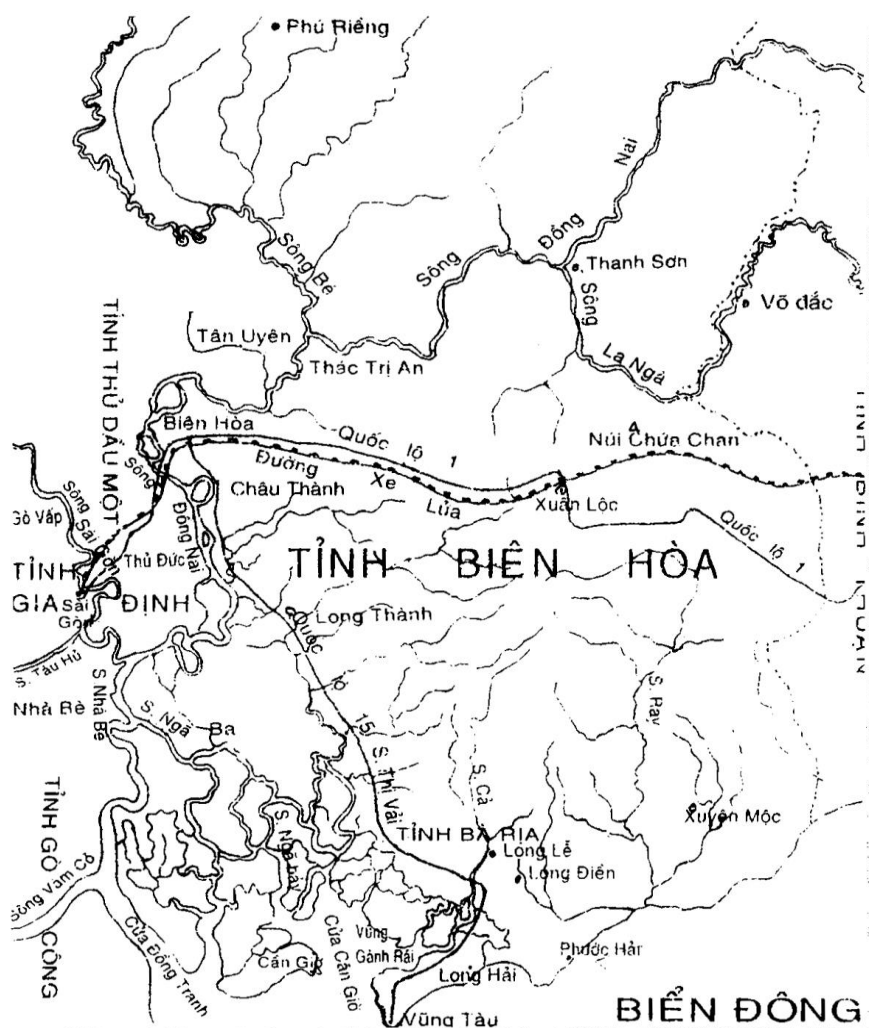 Phú Riềng
Sông Bé
Sông
Đồng
Nai
Thanh Sơn
Sông
La Ngà
Võ đắc
TỈNH THỦ DẦU MỘT
Tân Uyên
Thác Trị An
Biên Hòa
Quốc lộ 1
Đường Xe Lửa
Núi Chứa Chan
Châu Thành
Xuân Lộc
Sông
Đồng Nai
Sông Sài Gòn
Gò Vấp
Thủ Đức
Quốc lộ 1
TỈNH BIÊN HÒA
TỈNH
GIA ĐỊNH
Sài
Gòn
Long Thành
Quốc lộ 15
S. Tàu Hủ
S. Nhà Bè
Nhà Bè
S. Ngã Ba
S. Thị Vải
S. Ray
S. Cả
Xuyên Mộc
TỈNH BÀ RỊA
Long Lễ
Long Điền
TỈNH GÒ CÔNG
Sông Vàm Cỏ
Cửa Đồng Tranh
Cần Giờ
Cửa Cần Giờ
Vũng
Gành Rái
Phước Hải
Long Hải
Vũng Tàu
BIỂN ĐÔNG